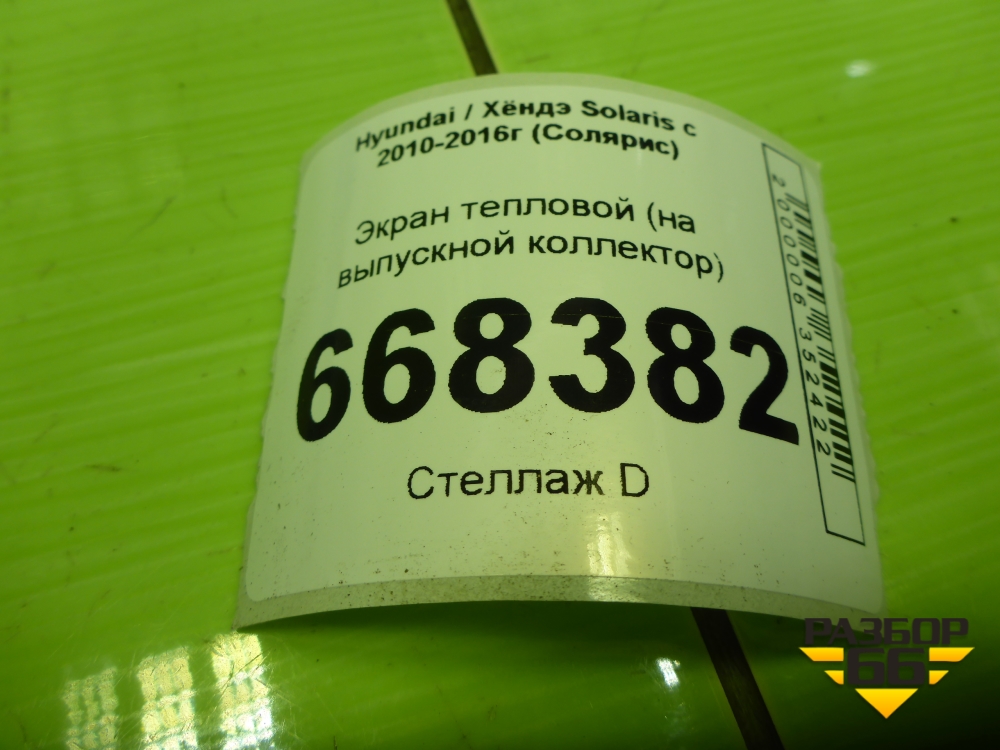 Hyundai / Хёндэ Solaris с
2010-2016г (Солярис)
Экран тепловой (на
выпускной коллектор)
668382
Стеллаж D
2000006352422
РАЗБОР
66